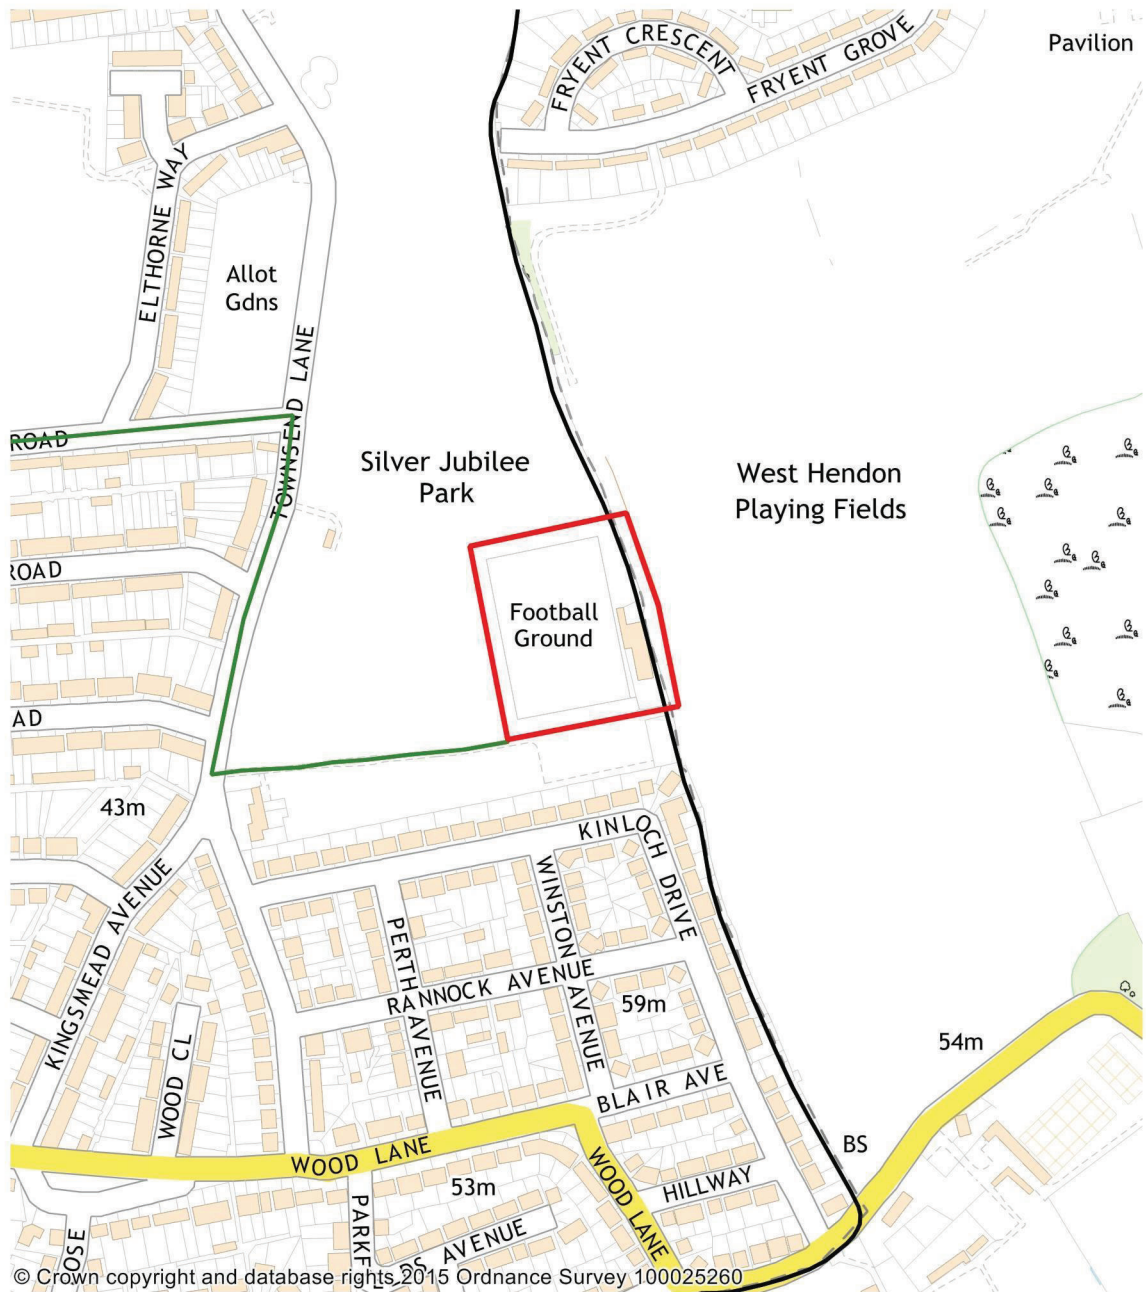 FRYENT CRESCENT
FRYENT GROVE
Pavilion
ELTHORNE WAY
Allot
Gdns
TOWNSEND LANE
ROAD
Silver Jubilee
Park
West Hendon
Playing Fields
ROAD
Football
Ground
AD
43m
KINLOCH DRIVE
KINGSMEAD AVENUE
WINSTON AVENUE
PERTH AVENUE
RANNOCK AVENUE
59m
54m
WOOD CL
BLAIR AVE
BS
WOOD LANE
WOOD LANE
HILLWAY
53m
PARKF
DS AVENUE
OSE
© Crown copyright and database rights 2015 Ordnance Survey 100025260